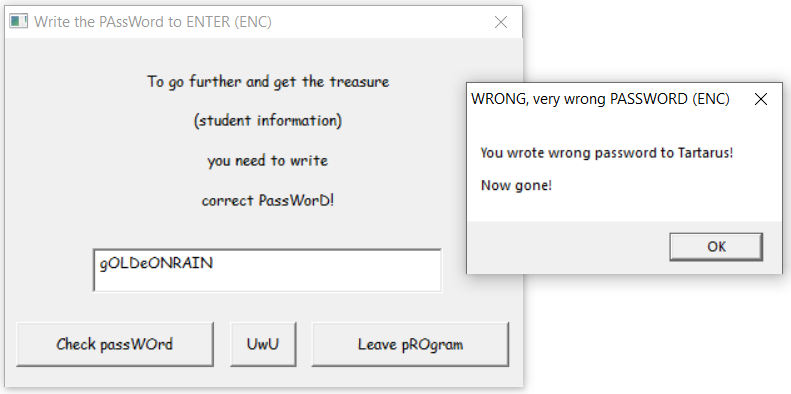 Write the PAssWord to ENTER (ENC)
To go further and get the treasure
(student information)
you need to write
correct PassWorD!
gOLDeONRAIN
Check passWOrd
UwU
Leave pROgram
WRONG, very wrong PASSWORD (ENC)
You wrote wrong password to Tartarus!
Now gone!
OK